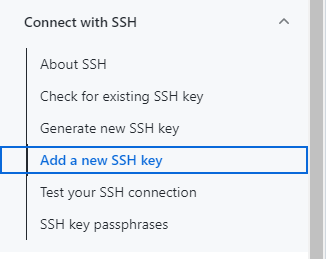 Connect with SSH
About SSH
Check for existing SSH key
Generate new SSH key
Add a new SSH key
Test your SSH connection
SSH key passphrases